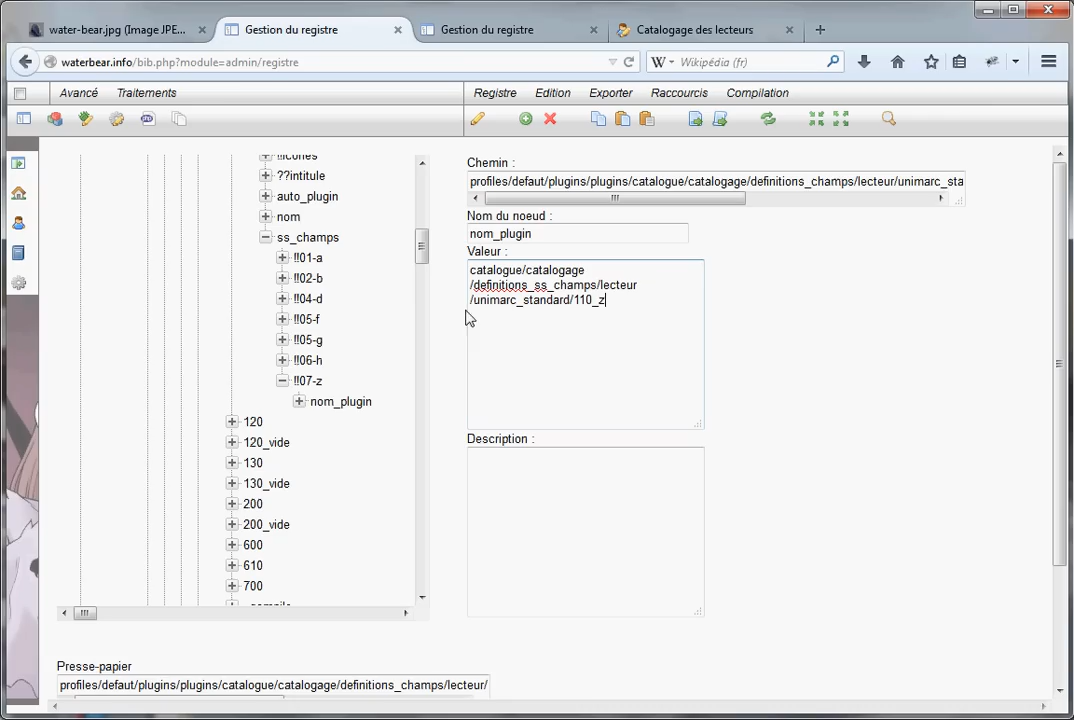 water-bear.jpg (Image JPE...
Gestion du registre
Gestion du registre
Catalogage des lecteurs
waterbear.info/bib.php?module=admin/registre
W
Wikipédia (fr)
Avancé
Traitements
Registre
Edition
Exporter
Raccourcis
Compilation
!!icones
??intitule
auto_plugin
nom
ss_champs
!!01-a
!!02-b
!!04-d
!!05-f
!!05-g
!!06-h
!!07-z
nom_plugin
120
120_vide
130
130_vide
200
200_vide
600
610
700
Chemin :
profiles/defaut/plugins/plugins/catalogue/catalogage/definitions_champs/lecteur/unimarc_sta
Nom du noeud :
nom_plugin
Valeur :
catalogue/catalogage
/definitions_ss_champs/lecteur
/unimarc_standard/110_z
Description :
Presse-papier
profiles/defaut/plugins/plugins/catalogue/catalogage/definitions_champs/lecteur/